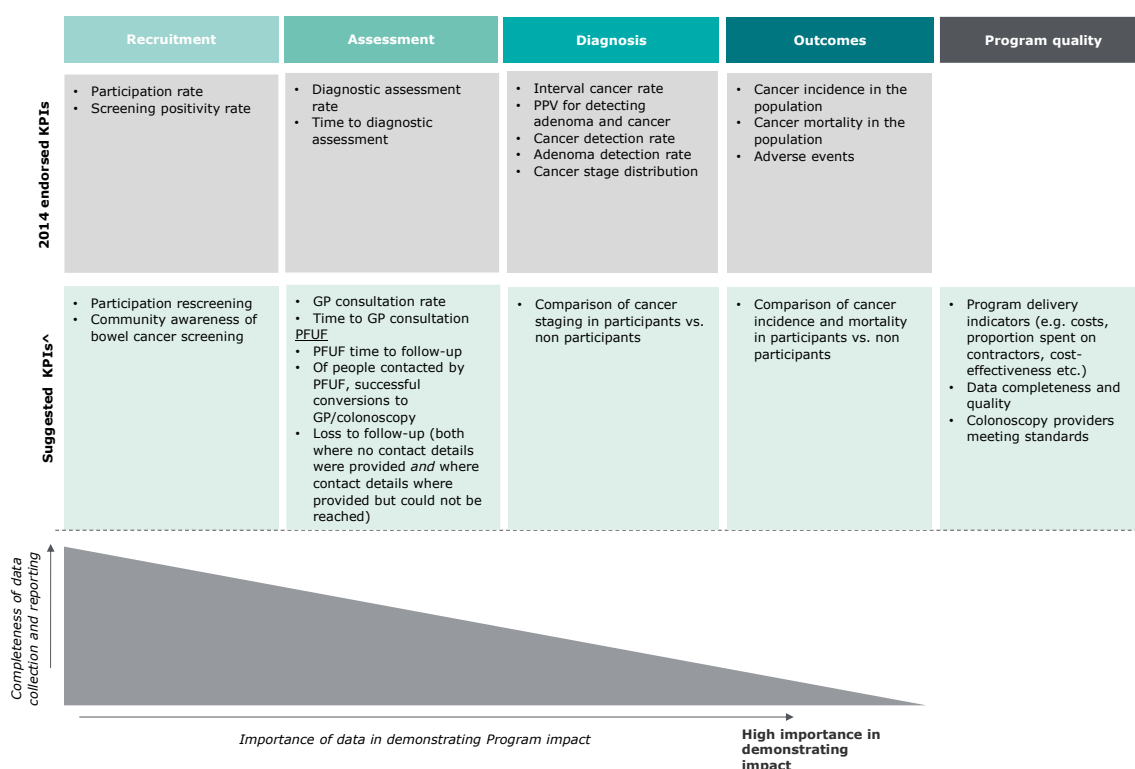 Recruitment
Assessment
Diagnosis
Outcomes
Program quality
2014 endorsed KPIs
• Participation rate
• Screening positivity rate
• Diagnostic assessment
rate
• Time to diagnostic
assessment
• Interval cancer rate
• PPV for detecting
adenoma and cancer
• Cancer detection rate
• Adenoma detection rate
• Cancer stage distribution
• Cancer incidence in the
population
• Cancer mortality in the
population
• Adverse events
Suggested KPIs^
• Participation rescreening
• Community awareness of
bowel cancer screening
• GP consultation rate
• Time to GP consultation
PFUF
• PFUF time to follow-up
• Of people contacted by
PFUF, successful
conversions to
GP/colonoscopy
• Loss to follow-up (both
where no contact details
were provided and where
contact details where
provided but could not be
reached)
• Comparison of cancer
staging in participants vs.
non participants
• Comparison of cancer
incidence and mortality
in participants vs. non
participants
• Program delivery
indicators (e.g. costs,
proportion spent on
contractors, cost-
effectiveness etc.)
• Data completeness and
quality
• Colonoscopy providers
meeting standards
Completeness of data
collection and reporting
Importance of data in demonstrating Program impact
High importance in
demonstrating
impact